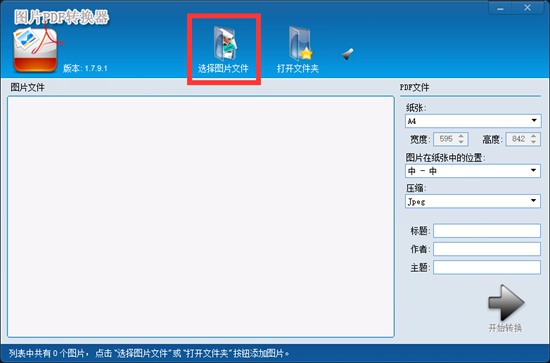 图片PDF转换器
版本: 1.7.9.1
选择图片文件
打开文件夹
图片文件
PDF文件
纸张:
A4
宽度: 595 高度: 842
图片在纸张中的位置:
中 - 中
压缩:
Jpeg
标题:
作者:
主题:
开始转换
列表中共有 0 个图片，点击 "选择图片文件" 或 "打开文件夹" 按钮添加图片。